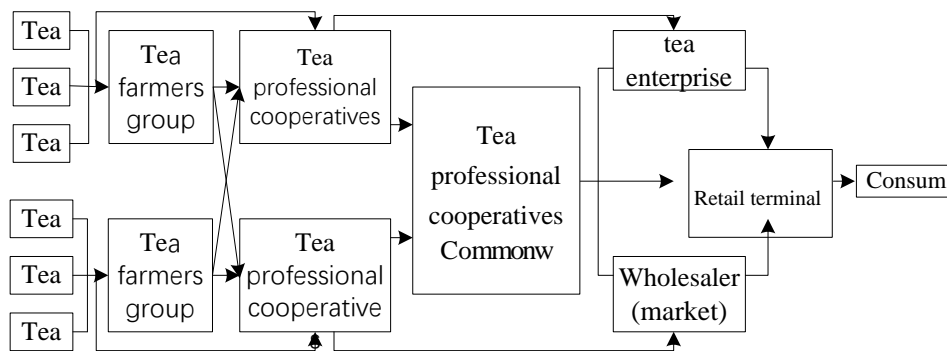 Tea
Tea
Tea
Tea
farmers
group
Tea
professional
cooperatives
tea
enterprise
Tea
professional
cooperatives
Commonw
Retail terminal
Consum
Tea
Tea
Tea
Tea
farmers
group
Tea
professional
cooperative
Wholesaler
(market)